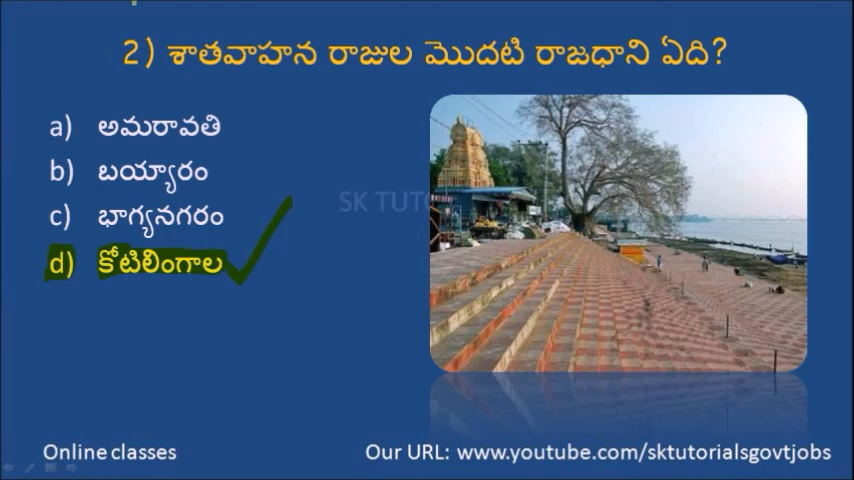 2) శాతవాహన రాజుల మొదటి రాజధాని ఏది?
a) అమరావతి
b) బయ్యారం
c) భాగ్యనగరం
d) కోటిలింగాల
SK TUTO
Online classes
Our URL: www.youtube.com/sktutorialsgovtjobs